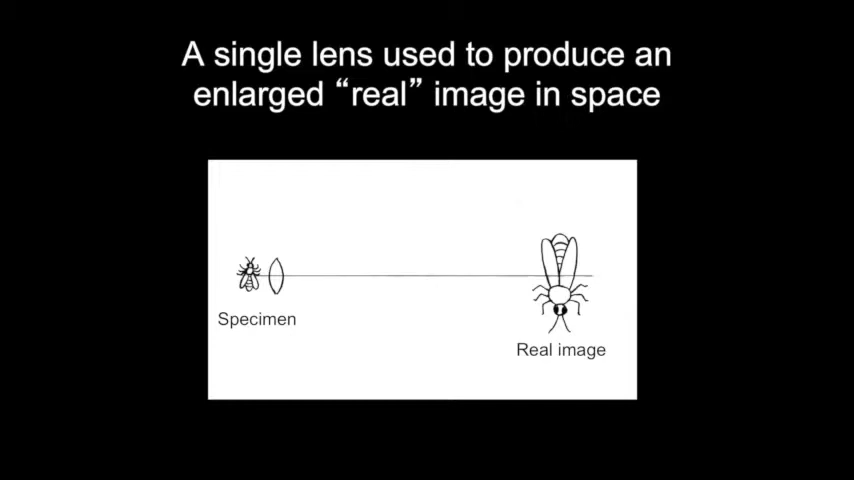 A single lens used to produce an
enlarged “real” image in space
Specimen
Real image